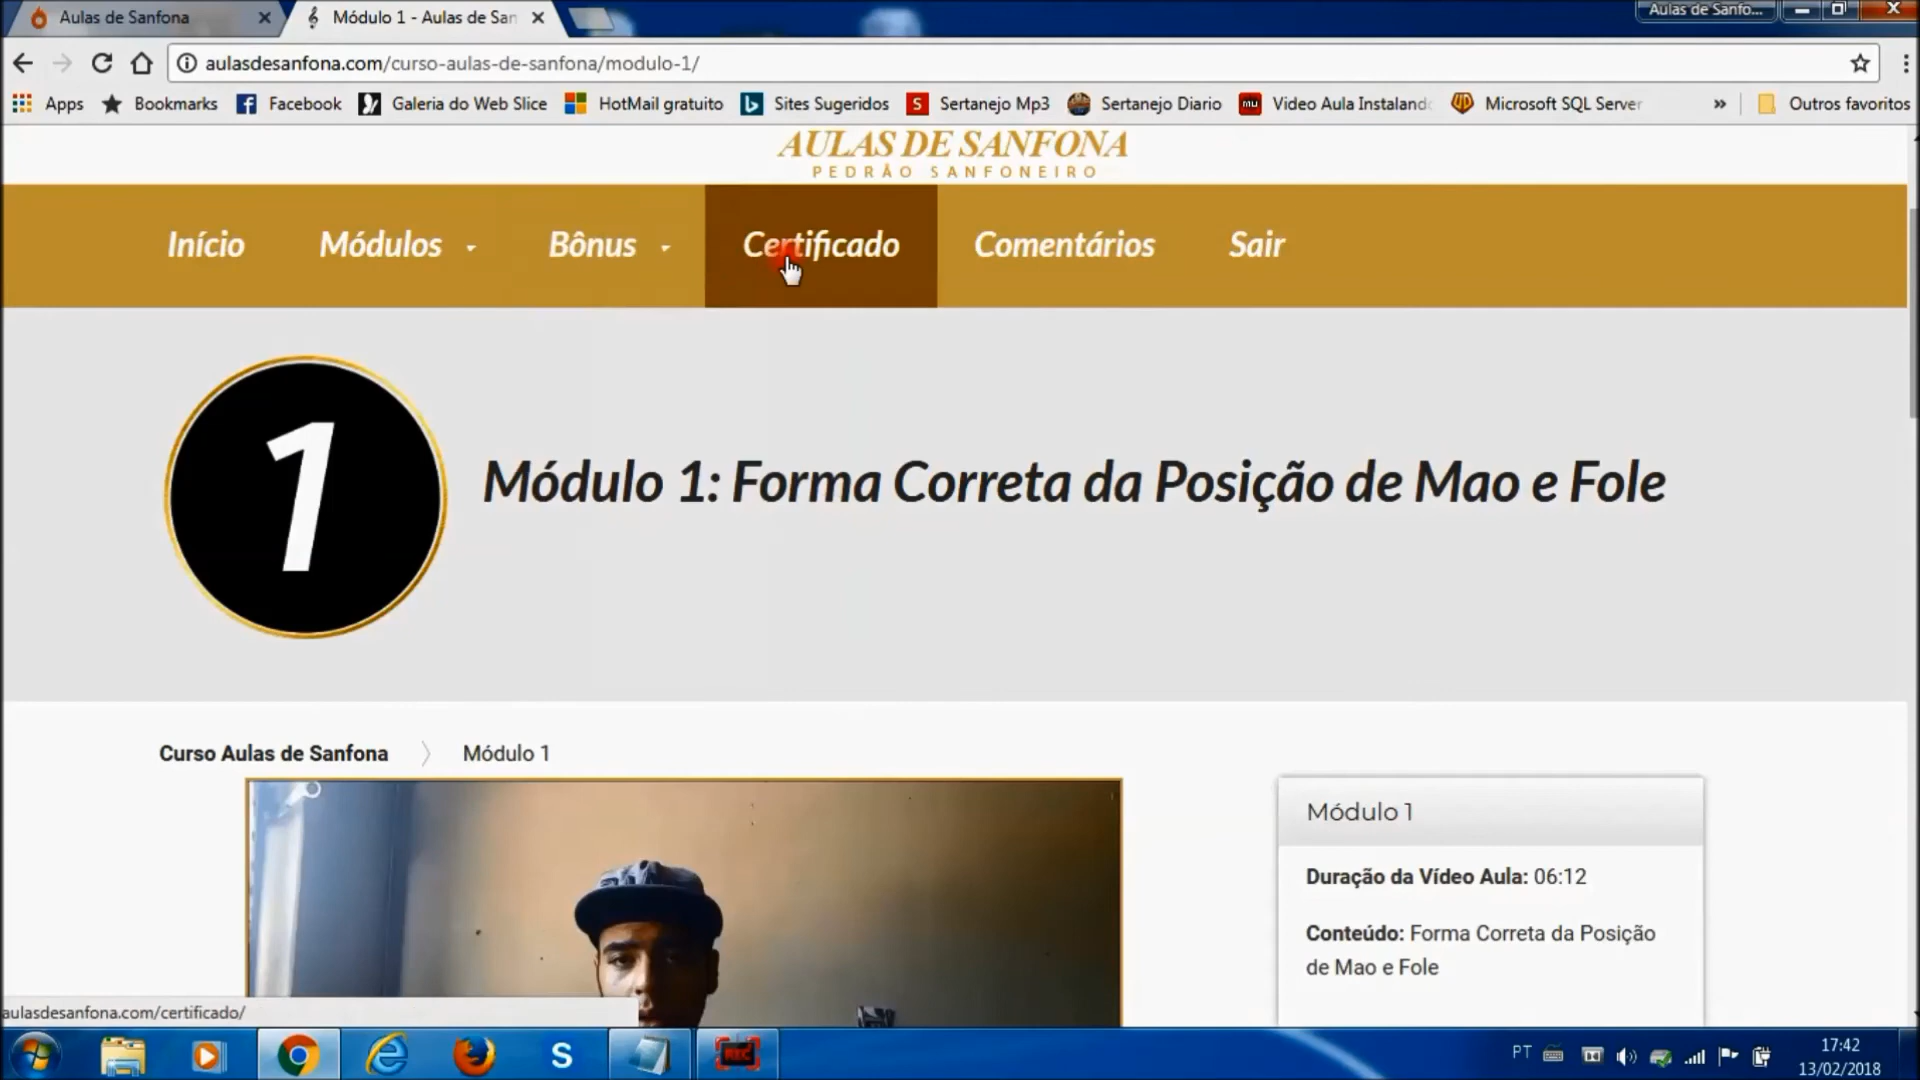 Aulas de Sanfona
Módulo 1 - Aulas de San
Aulas de Sanfo...
aulasdesanfona.com/curso-aulas-de-sanfona/modulo-1/
Apps Bookmarks Facebook Galeria do Web Slice HotMail gratuito Sites Sugeridos Sertanejo Mp3 Sertanejo Diario Video Aula Instaland Microsoft SQL Server » Outros favoritos
AULAS DE SANFONA
PEDRÃO SANFONEIRO
Início Módulos Bônus Certificado Comentários Sair
1
Módulo 1: Forma Correta da Posição de Mao e Fole
Curso Aulas de Sanfona Módulo 1
Módulo 1
Duração da Vídeo Aula: 06:12
Conteúdo: Forma Correta da Posição
de Mao e Fole
aulasdesanfona.com/certificado/
REC
PT
17:42
13/02/2018